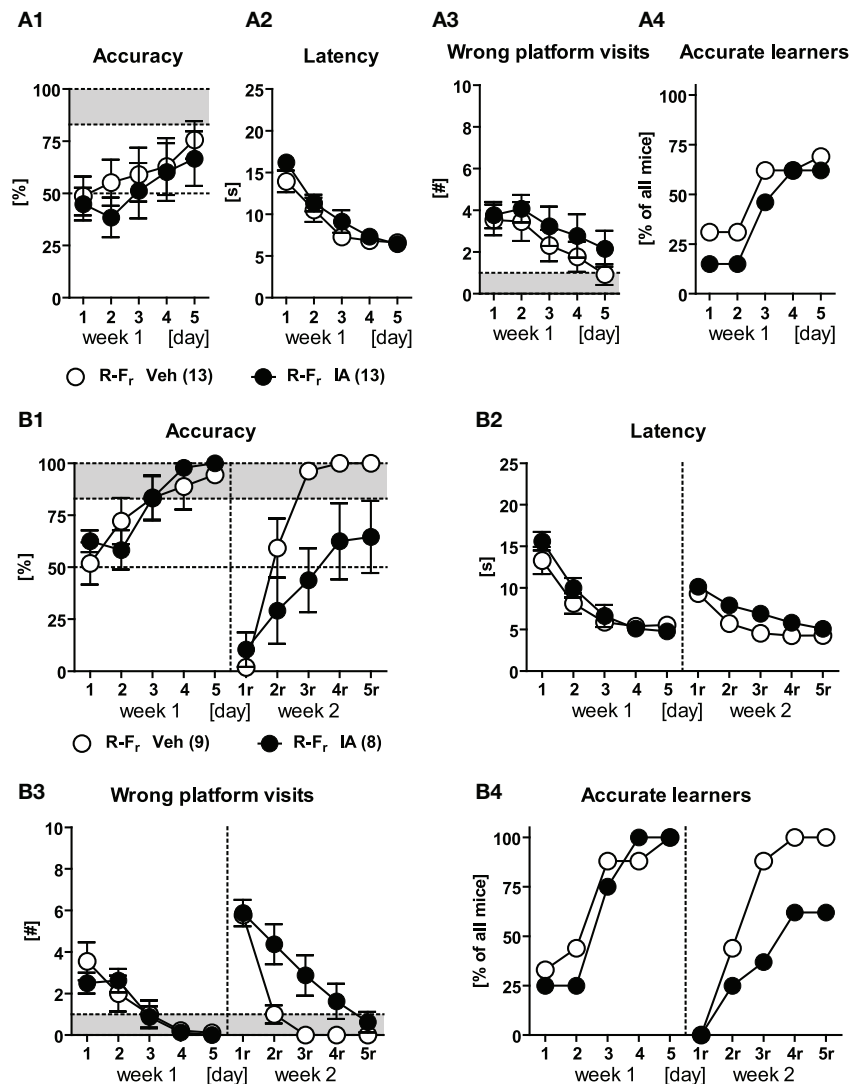 A1
A2
A3
A4
Accuracy
Latency
Wrong platform visits
Accurate learners
100
75
50
25
0
[%]
1 2 3 4 5
week 1 [day]
25
20
15
10
5
0
[s]
1 2 3 4 5
week 1 [day]
10
8
6
4
2
0
[#]
1 2 3 4 5
week 1 [day]
100
75
50
25
0
[% of all mice]
1 2 3 4 5
week 1 [day]
R-Fr Veh (13) R-Fr IA (13)
B1
B2
Accuracy
Latency
100
75
50
25
0
[%]
1 2 3 4 5 1r 2r 3r 4r 5r
week 1 [day] week 2
25
20
15
10
5
0
[s]
1 2 3 4 5 1r 2r 3r 4r 5r
week 1 [day] week 2
R-Fr Veh (9) R-Fr IA (8)
B3
B4
Wrong platform visits
Accurate learners
10
8
6
4
2
0
[#]
1 2 3 4 5 1r 2r 3r 4r 5r
week 1 [day] week 2
100
75
50
25
0
[% of all mice]
1 2 3 4 5 1r 2r 3r 4r 5r
week 1 [day] week 2